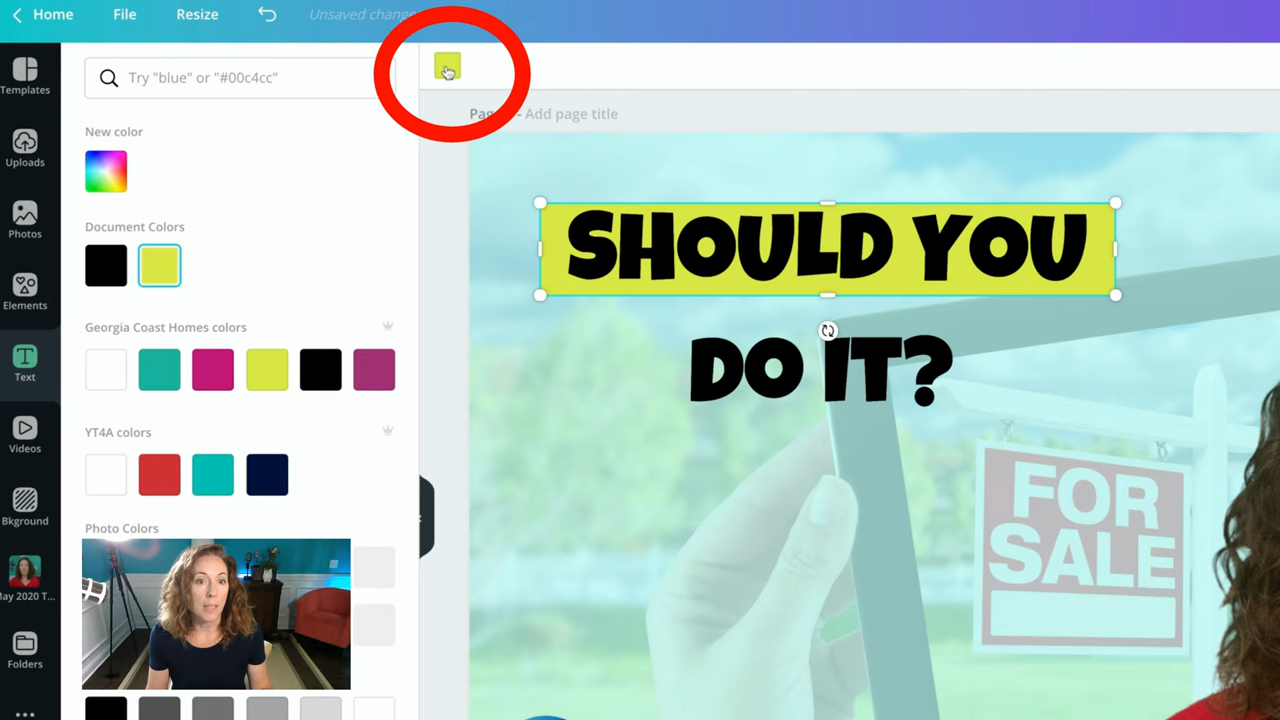 Home File Resize Unsaved change
Try "blue" or "#00c4cc"
Add page title
Templates
Uploads
Photos
Elements
Text
Videos
Bkground
Folders
New color
Document Colors
Georgia Coast Homes colors
YT4A colors
Photo Colors
SHOULD YOU
DO IT?
FOR
SALE